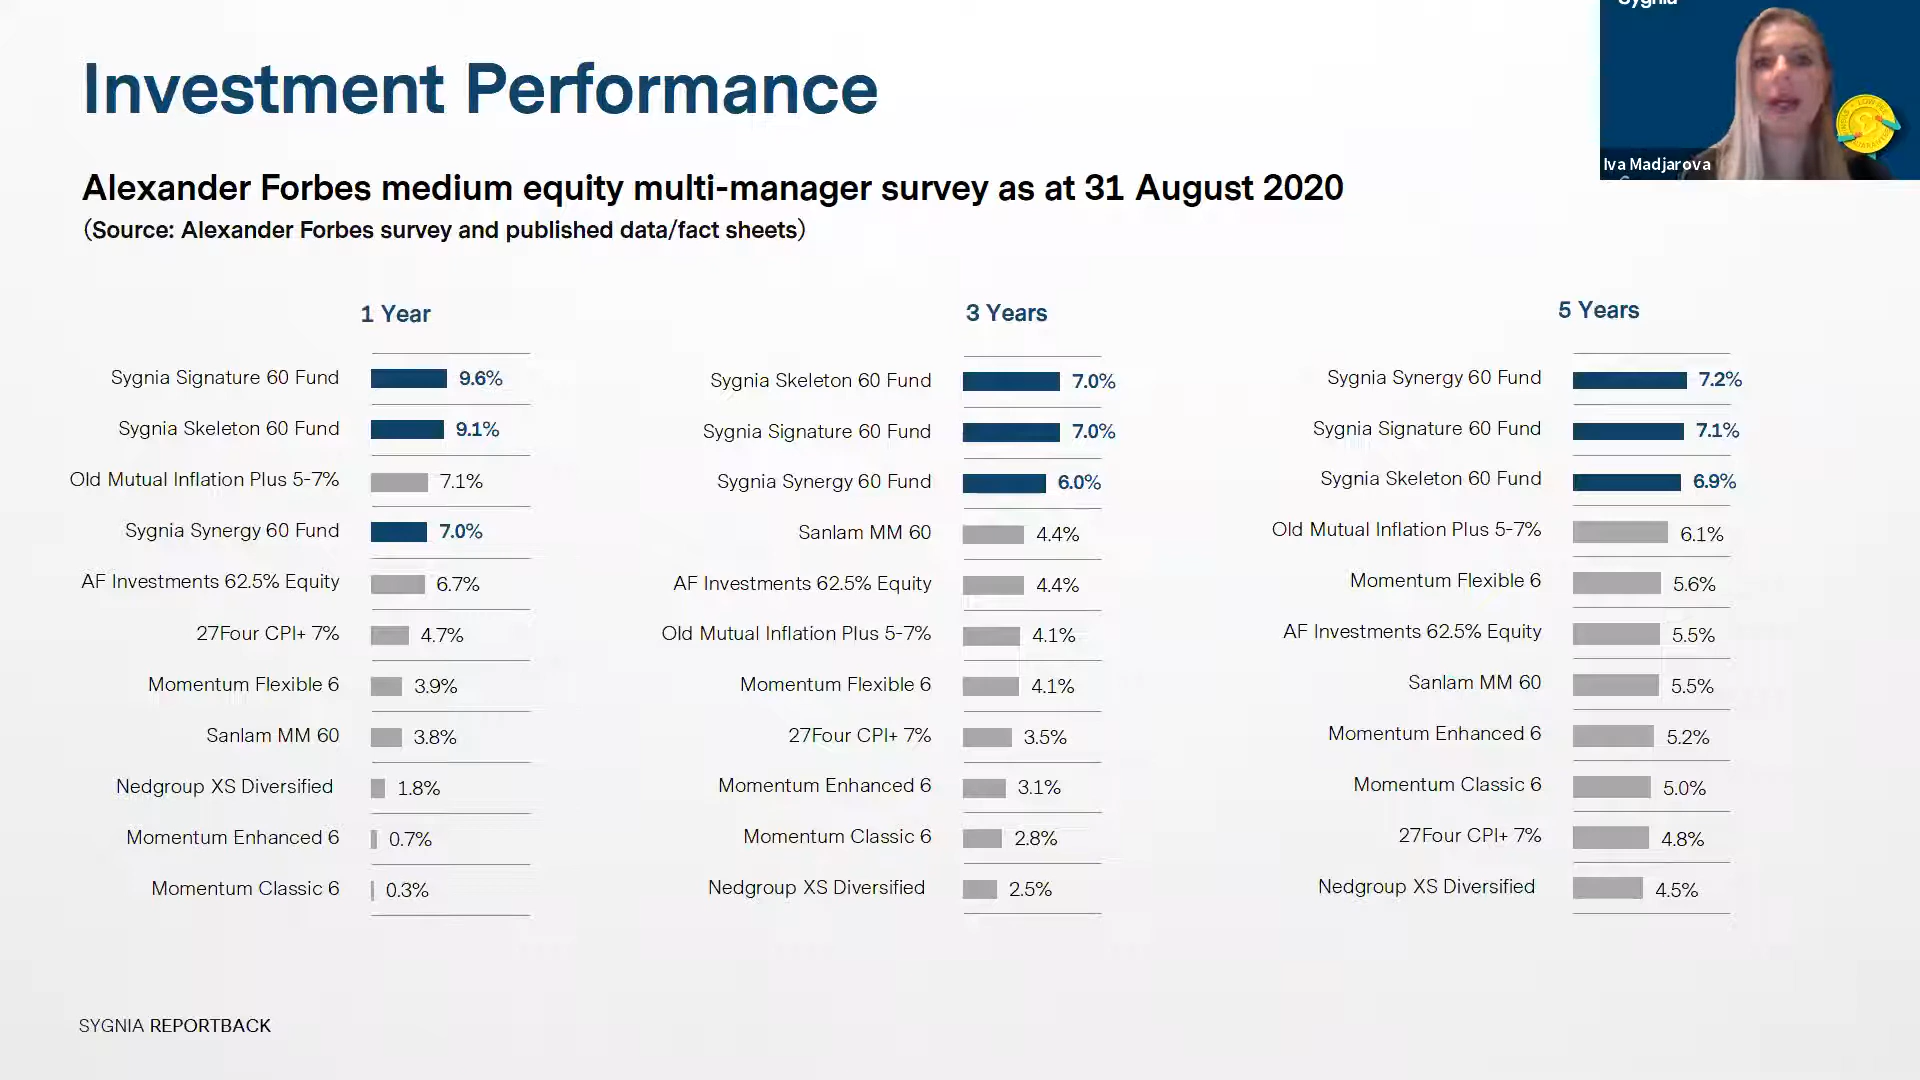 Investment Performance
Sygnia
Iva Madjarova
Alexander Forbes medium equity multi-manager survey as at 31 August 2020
(Source: Alexander Forbes survey and published data/fact sheets)
1 Year
Sygnia Signature 60 Fund 9.6%
Sygnia Skeleton 60 Fund 9.1%
Old Mutual Inflation Plus 5-7% 7.1%
Sygnia Synergy 60 Fund 7.0%
AF Investments 62.5% Equity 6.7%
27Four CPI+ 7% 4.7%
Momentum Flexible 6 3.9%
Sanlam MM 60 3.8%
Nedgroup XS Diversified 1.8%
Momentum Enhanced 6 0.7%
Momentum Classic 6 0.3%
3 Years
Sygnia Skeleton 60 Fund 7.0%
Sygnia Signature 60 Fund 7.0%
Sygnia Synergy 60 Fund 6.0%
Sanlam MM 60 4.4%
AF Investments 62.5% Equity 4.4%
Old Mutual Inflation Plus 5-7% 4.1%
Momentum Flexible 6 4.1%
27Four CPI+ 7% 3.5%
Momentum Enhanced 6 3.1%
Momentum Classic 6 2.8%
Nedgroup XS Diversified 2.5%
5 Years
Sygnia Synergy 60 Fund 7.2%
Sygnia Signature 60 Fund 7.1%
Sygnia Skeleton 60 Fund 6.9%
Old Mutual Inflation Plus 5-7% 6.1%
Momentum Flexible 6 5.6%
AF Investments 62.5% Equity 5.5%
Sanlam MM 60 5.5%
Momentum Enhanced 6 5.2%
Momentum Classic 6 5.0%
27Four CPI+ 7% 4.8%
Nedgroup XS Diversified 4.5%
SYGNIA REPORTBACK